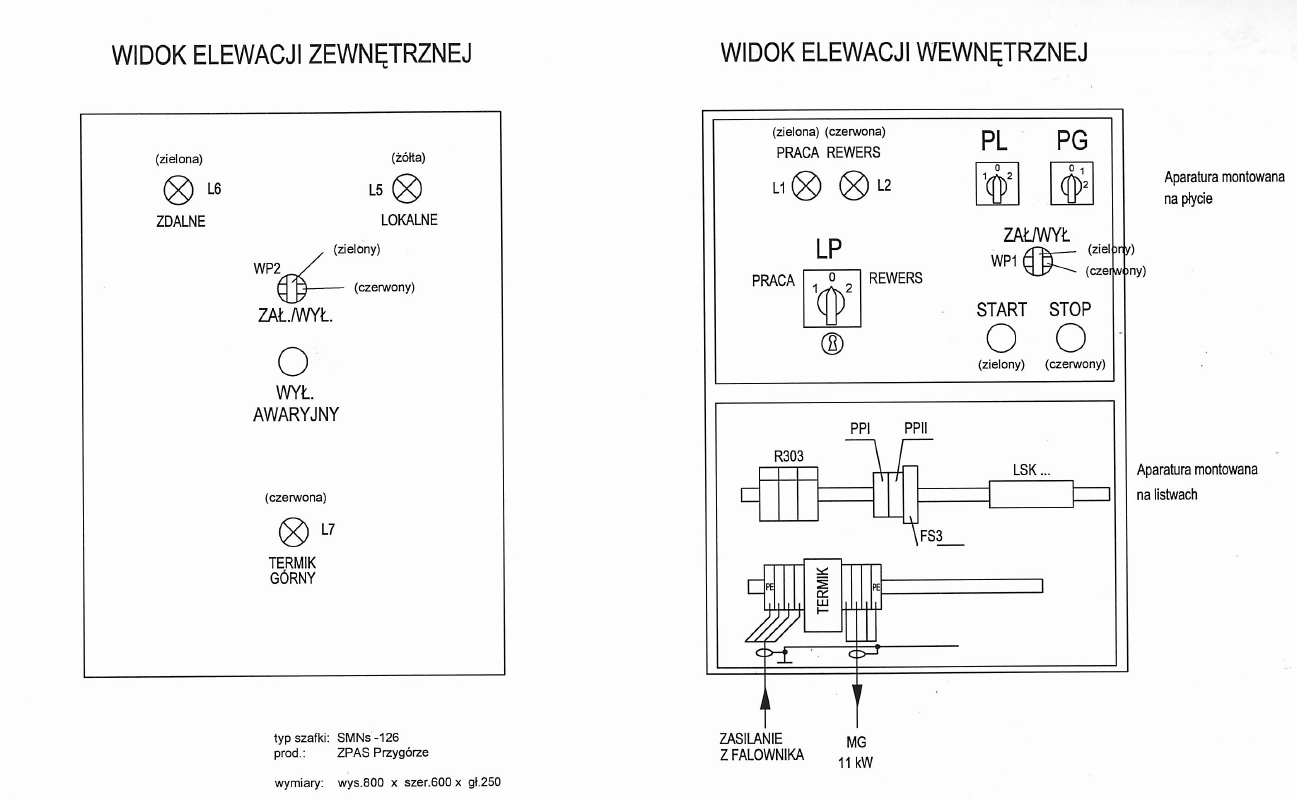 WIDOK ELEWACJI ZEWNĘTRZNEJ
(zielona)
L6
ZDALNE
(żółta)
L5
LOKALNE
(zielony)
WP2
(czerwony)
ZAŁ./WYŁ.
WYŁ.
AWARYJNY
(czerwona)
L7
TERMIK
GÓRNY
typ szafki: SMNs -126
prod.: ZPAS Przygórze
wymiary: wys.800 x szer.600 x gł.250
WIDOK ELEWACJI WEWNĘTRZNEJ
(zielona) (czerwona)
PRACA REWERS
L1 L2
PL PG
1 0 2
0 1 2
Aparatura montowana
na płycie
ZAŁ/WYŁ
(zielony)
WP1
(czerwony)
LP
PRACA 1 0 2 REWERS
START STOP
(zielony) (czerwony)
PPI PPII
R303
LSK ...
FS3
Aparatura montowana
na listwach
PE TERMIK PE
ZASILANIE
Z FALOWNIKA
MG
11 kW